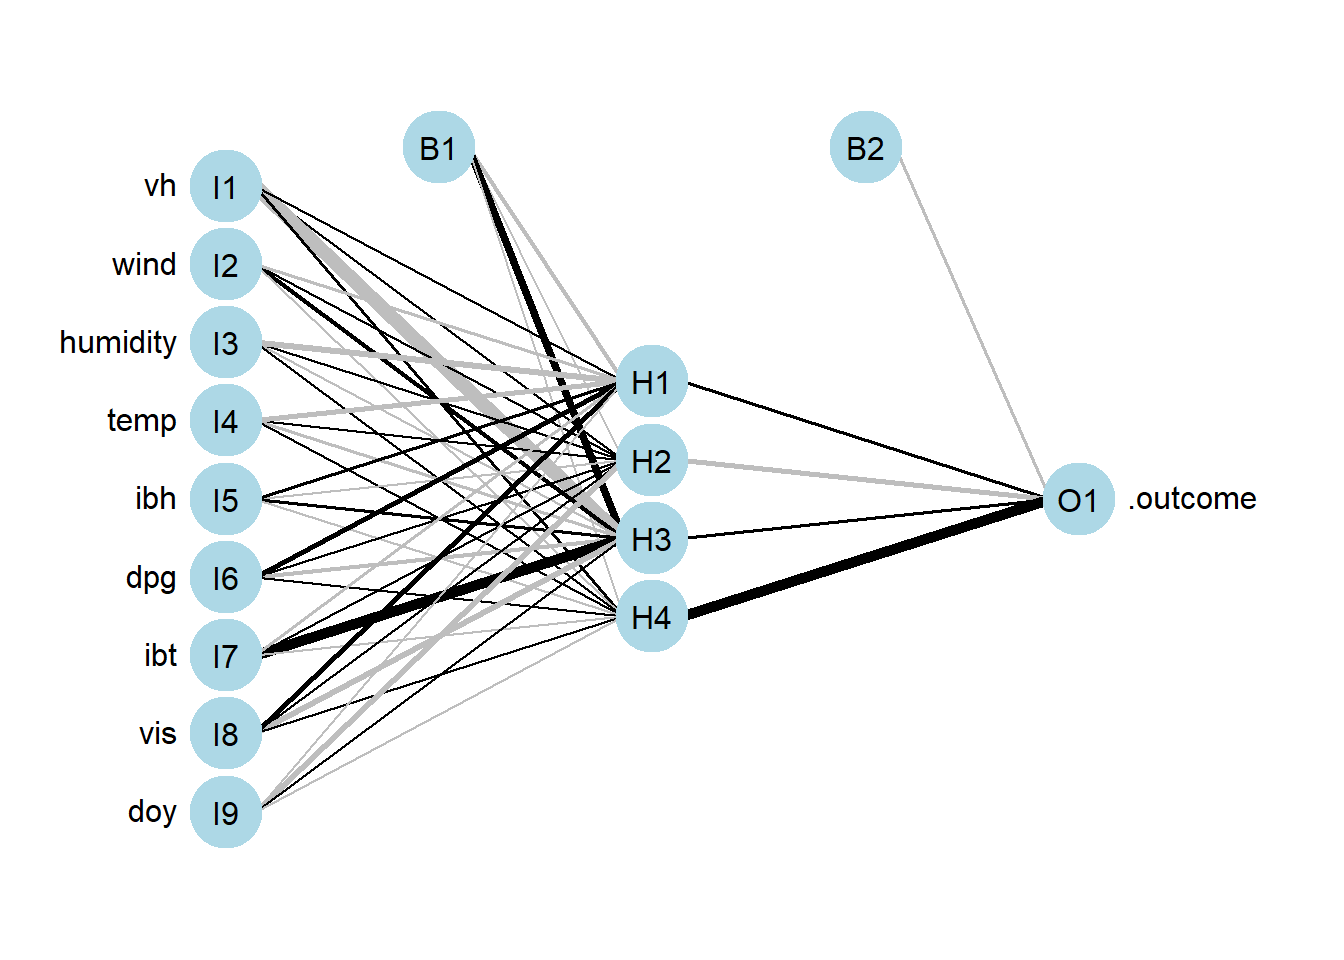 B1
B2
vh I1
wind I2
humidity I3
temp I4
ibh I5
dpg I6
ibt I7
vis I8
doy I9
H1
H2
H3
H4
O1 .outcome